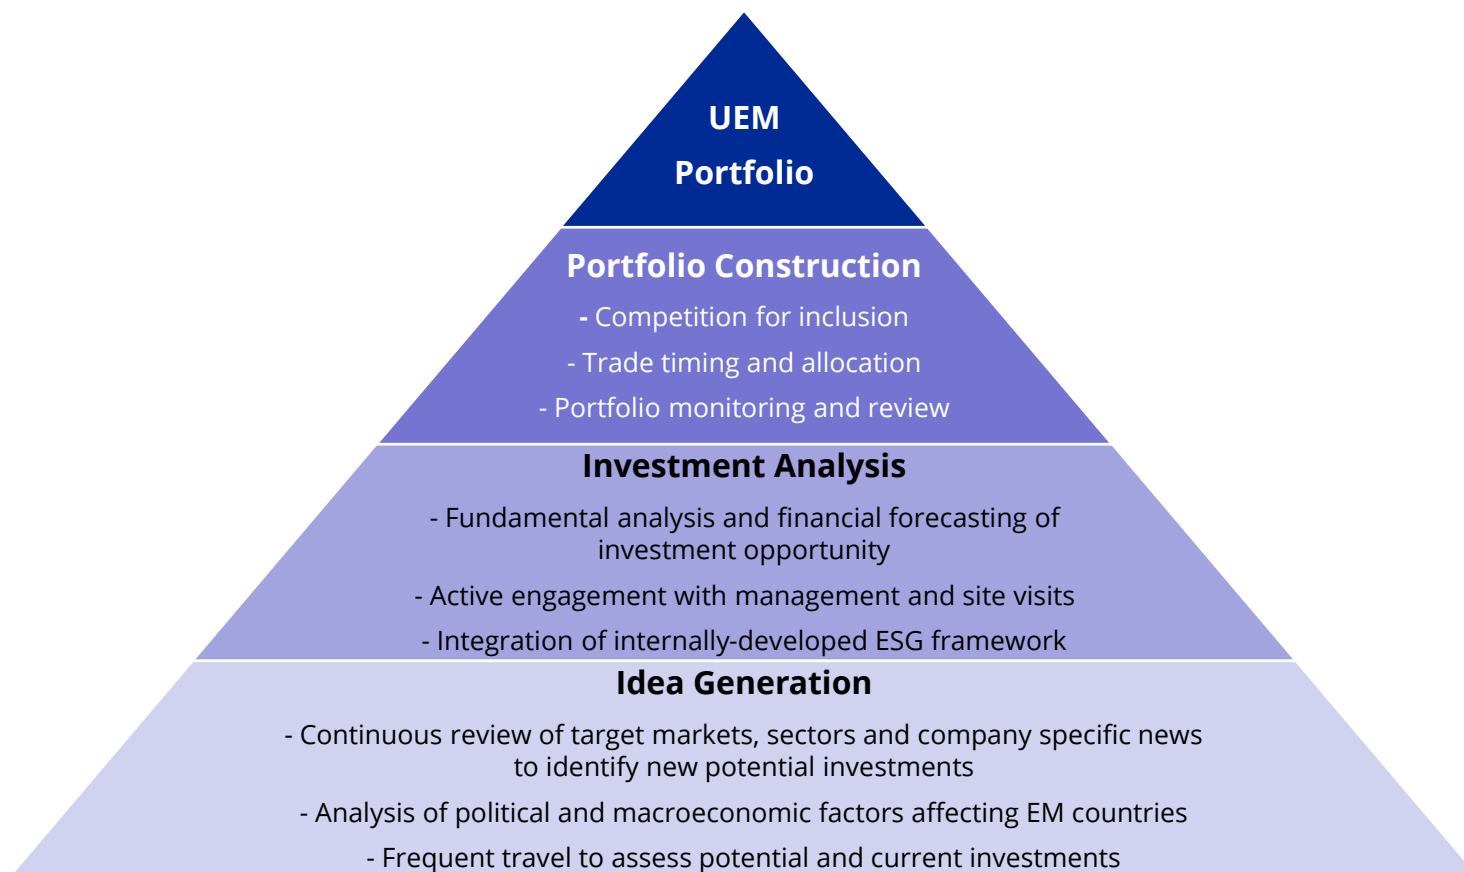 UEM
Portfolio
Portfolio Construction
- Competition for inclusion
- Trade timing and allocation
- Portfolio monitoring and review
Investment Analysis
- Fundamental analysis and financial forecasting of
investment opportunity
- Active engagement with management and site visits
- Integration of internally-developed ESG framework
Idea Generation
- Continuous review of target markets, sectors and company specific news
to identify new potential investments
- Analysis of political and macroeconomic factors affecting EM countries
- Frequent travel to assess potential and current investments